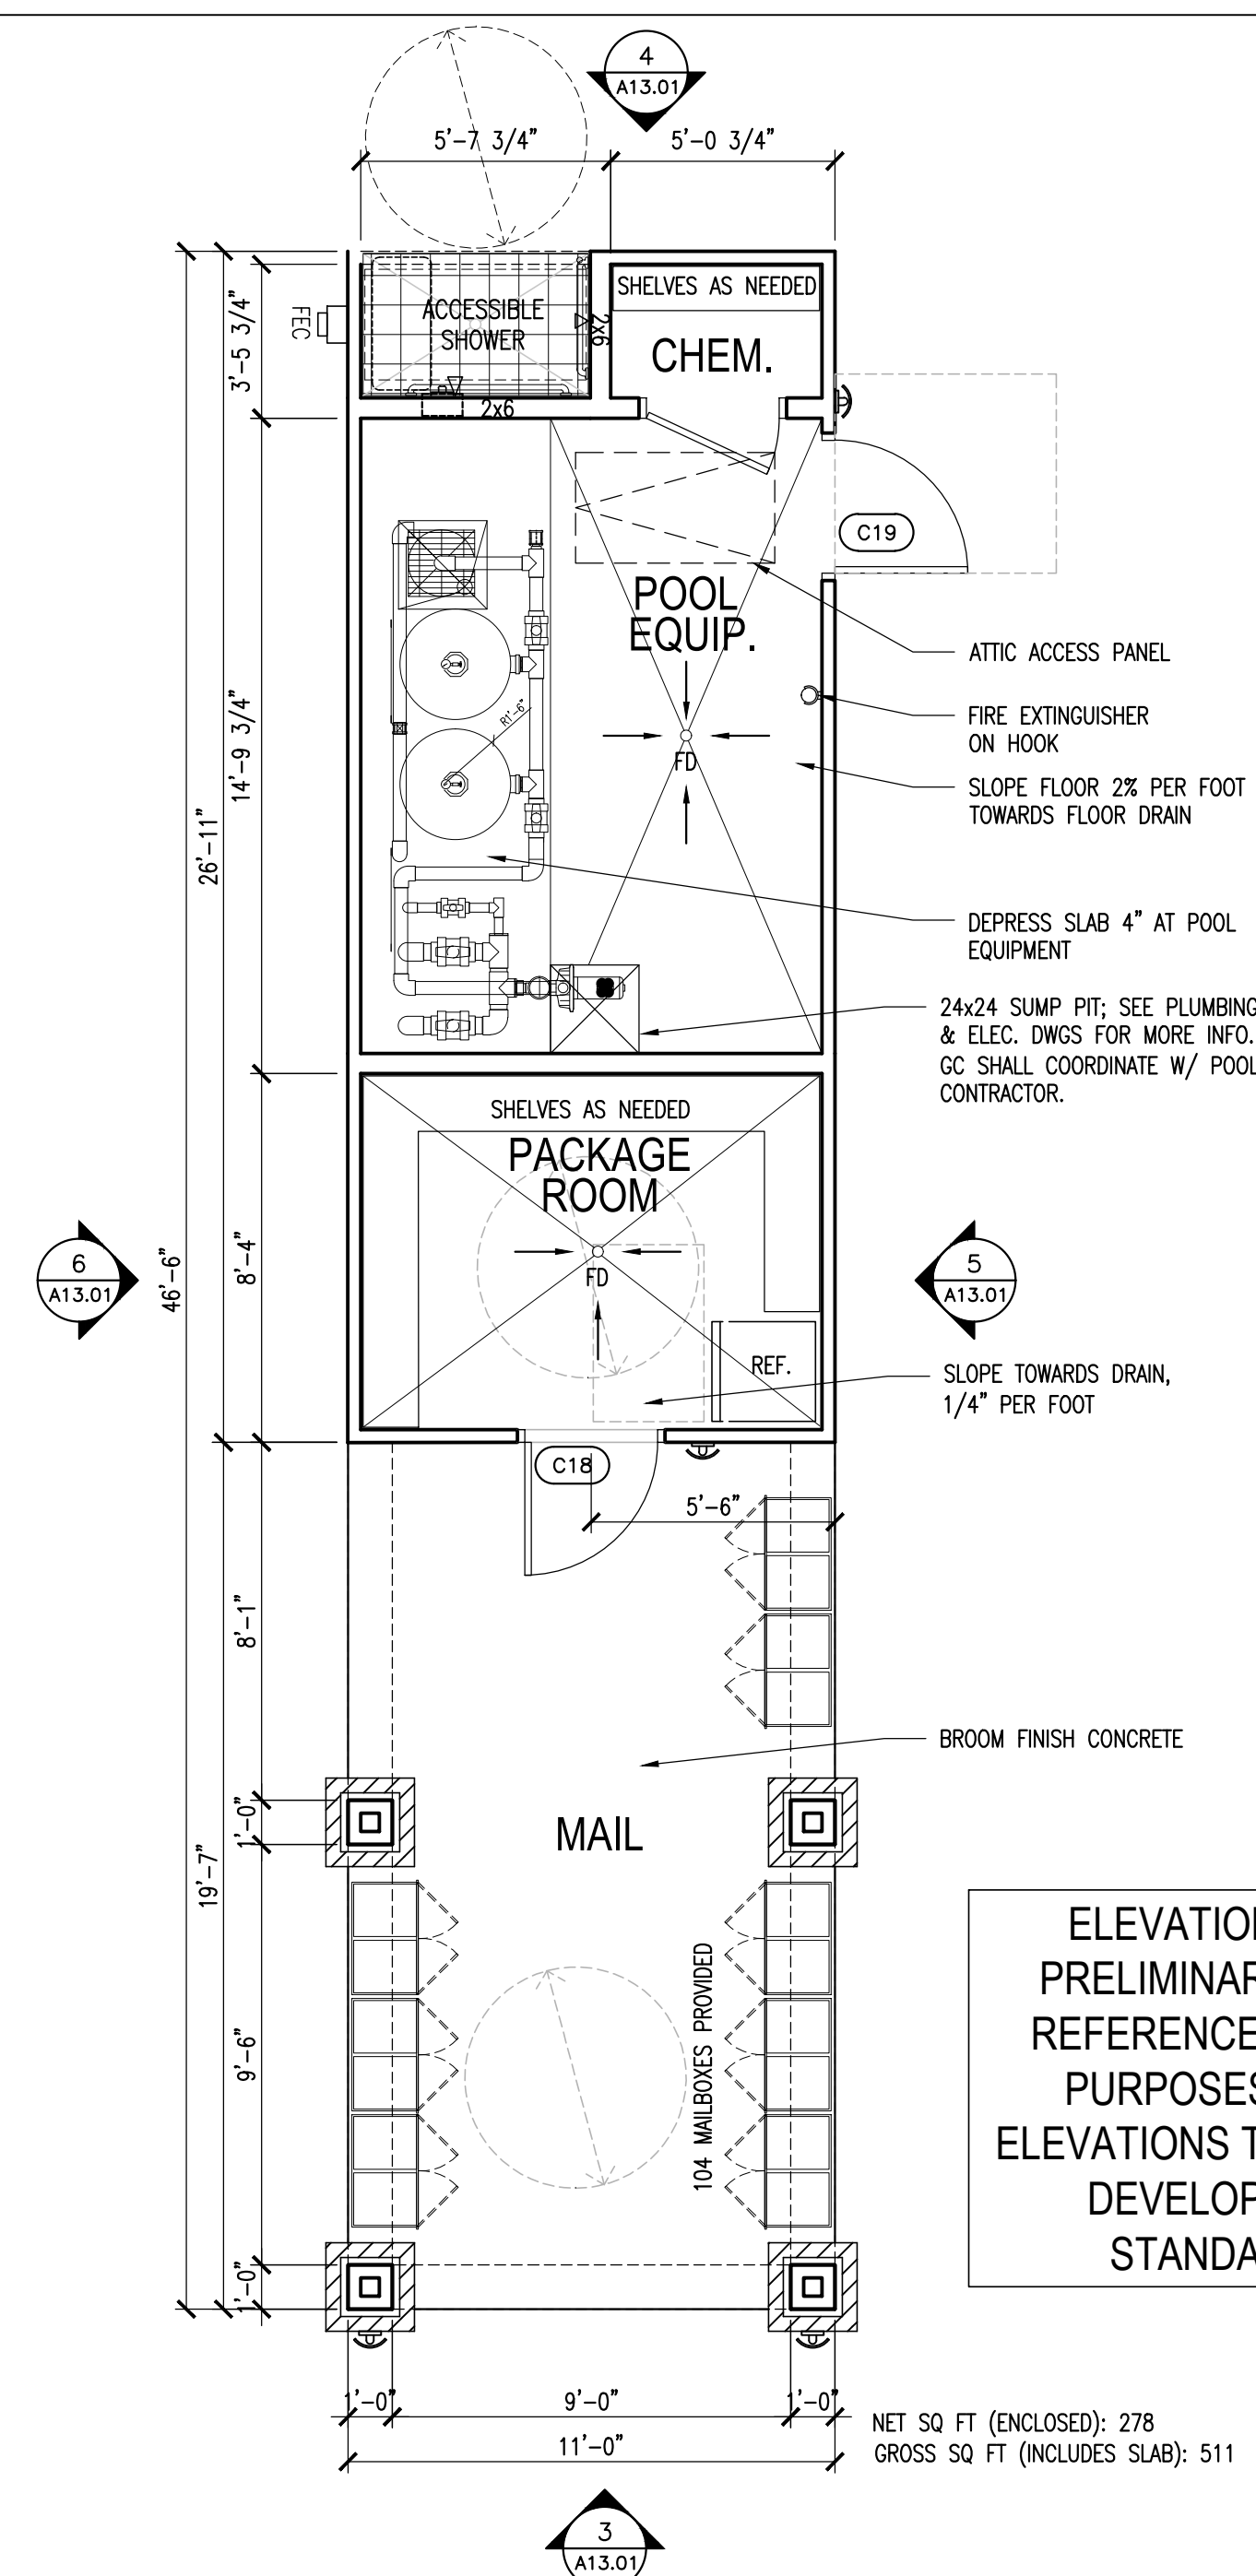 4
A13.01
5'-7 3/4"
5'-0 3/4"
SHELVES AS NEEDED
ACCESSIBLE
SHOWER
2x6
FEC
3'-5 3/4"
CHEM.
2x6
C19
POOL
EQUIP.
ATTIC ACCESS PANEL
FIRE EXTINGUISHER
ON HOOK
R1'-6"
FD
14'-9 3/4"
SLOPE FLOOR 2% PER FOOT
TOWARDS FLOOR DRAIN
26'-11"
DEPRESS SLAB 4" AT POOL
EQUIPMENT
24x24 SUMP PIT; SEE PLUMBING
& ELEC. DWGS FOR MORE INFO.
GC SHALL COORDINATE W/ POOL
CONTRACTOR.
SHELVES AS NEEDED
PACKAGE
ROOM
8'-4"
46'-6"
6
A13.01
FD
5
A13.01
REF.
SLOPE TOWARDS DRAIN,
1/4" PER FOOT
C18
5'-6"
8'-1"
BROOM FINISH CONCRETE
1'-0"
MAIL
19'-7"
9'-6"
104 MAILBOXES PROVIDED
ELEVATION
PRELIMINAR
REFERENCE
PURPOSES
ELEVATIONS T
DEVELOP
STANDA
1'-0"
1'-0"
9'-0"
1'-0"
11'-0"
NET SQ FT (ENCLOSED): 278
GROSS SQ FT (INCLUDES SLAB): 511
3
A13.01